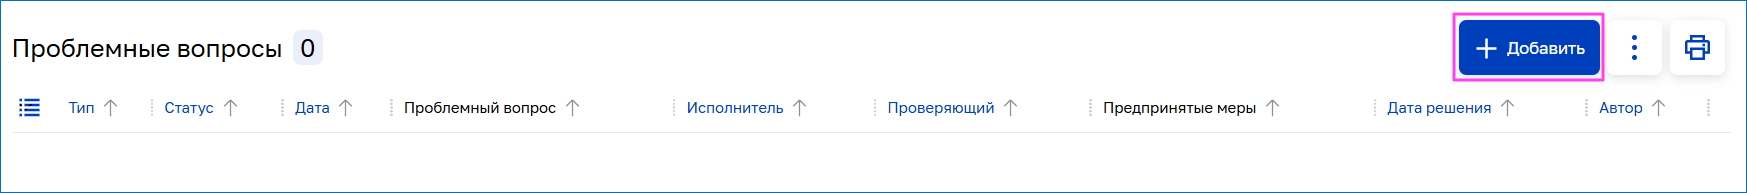 Проблемные вопросы 0 Добавить
Тип Статус Дата Проблемный вопрос Исполнитель Проверяющий Предпринятые меры Дата решения Автор